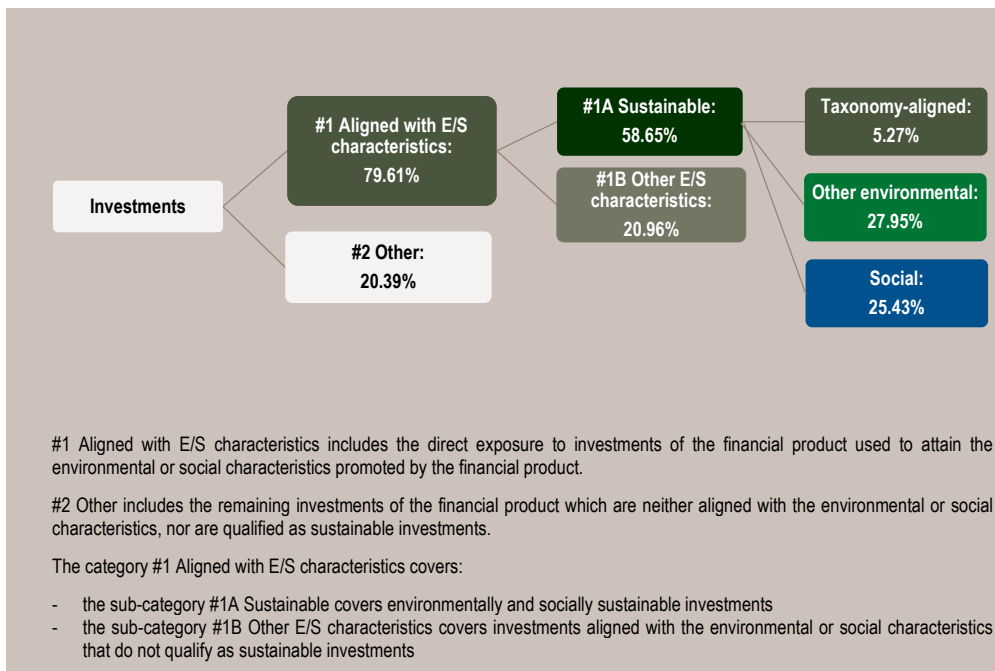 #1 Aligned with E/S
characteristics:
79.61%
#1A Sustainable:
58.65%
Taxonomy-aligned:
5.27%
Investments
#1B Other E/S
characteristics:
20.96%
Other environmental:
27.95%
#2 Other:
20.39%
Social:
25.43%
#1 Aligned with E/S characteristics includes the direct exposure to investments of the financial product used to attain the
environmental or social characteristics promoted by the financial product.
#2 Other includes the remaining investments of the financial product which are neither aligned with the environmental or social
characteristics, nor are qualified as sustainable investments.
The category #1 Aligned with E/S characteristics covers:
- the sub-category #1A Sustainable covers environmentally and socially sustainable investments
- the sub-category #1B Other E/S characteristics covers investments aligned with the environmental or social characteristics
that do not qualify as sustainable investments